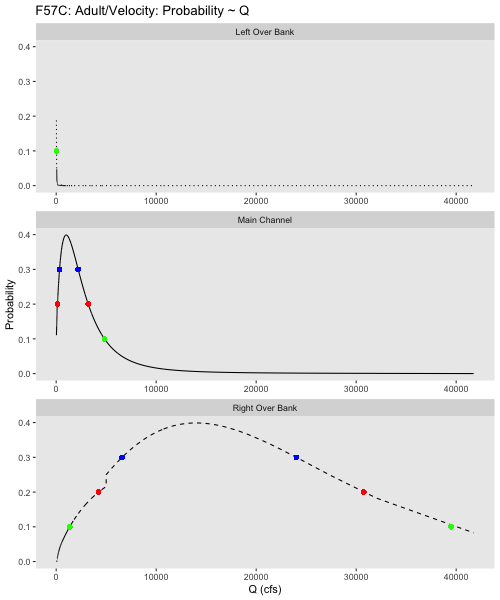 F57C: Adult/Velocity: Probability ~ Q
Left Over Bank
0.4
0.3
0.2
0.1
0.0
0 10000 20000 30000 40000
Main Channel
0.4
0.3
0.2
0.1
0.0
0 10000 20000 30000 40000
Probability
Right Over Bank
0.4
0.3
0.2
0.1
0.0
0 10000 20000 30000 40000
Q (cfs)